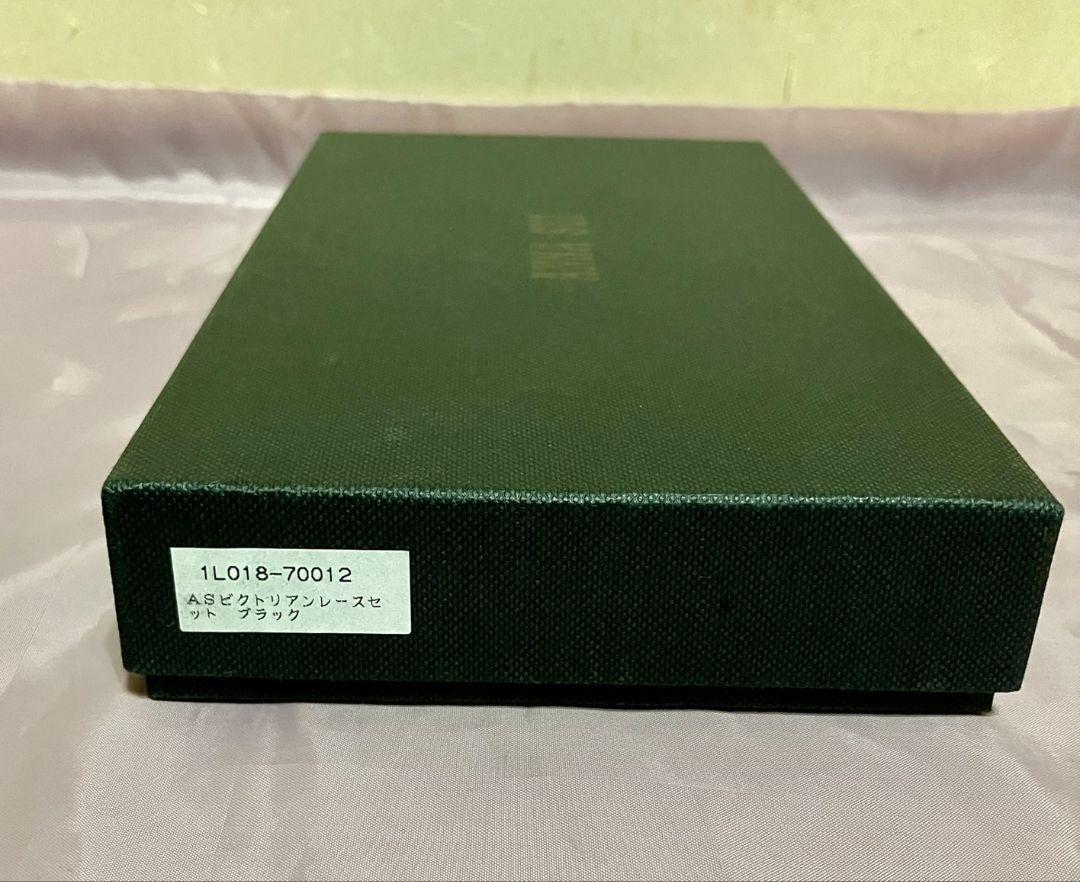 1L018-70012
ASビクトリアンレースセ
ット ブラック